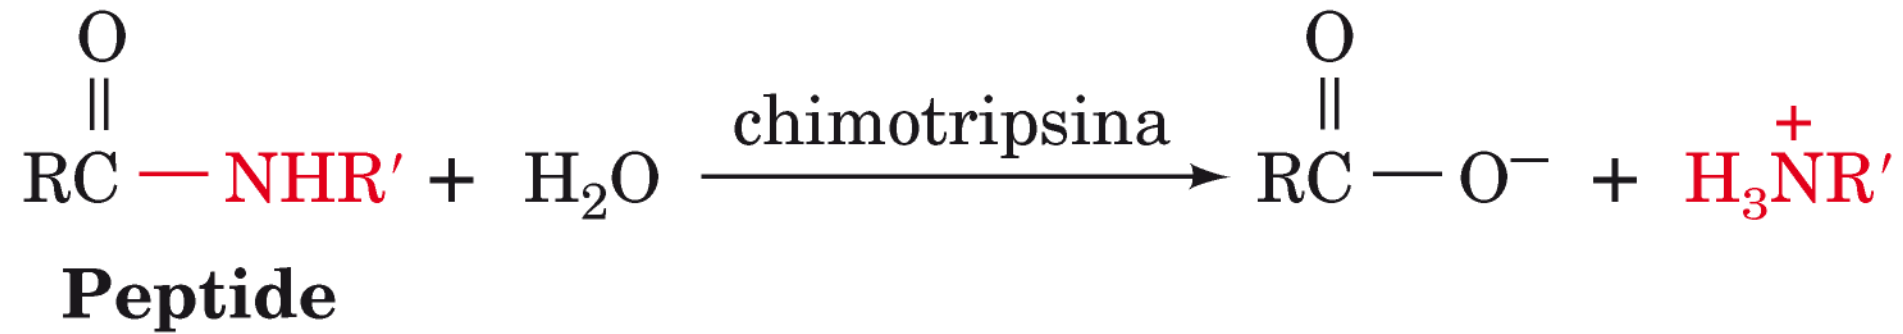 O O
chimotripsina
RC — NHR′ + H₂O RC — O⁻ + H₃N⁺R′
Peptide